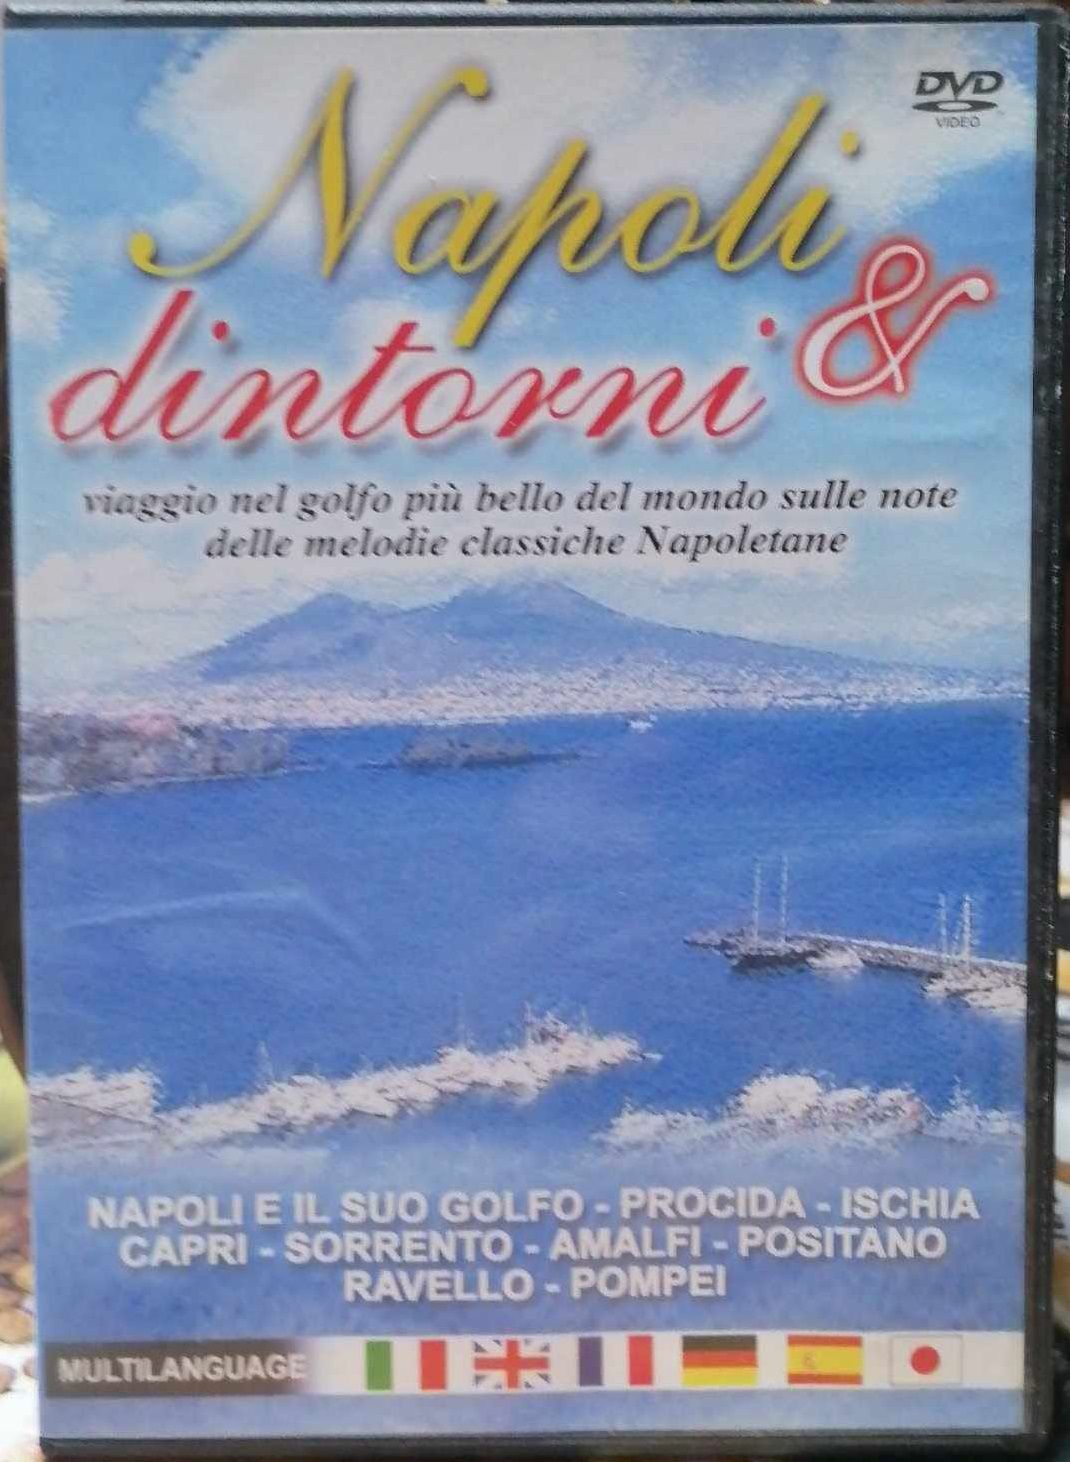 DVD
VIDEO
Napoli &
dintorni
viaggio nel golfo più bello del mondo sulle note
delle melodie classiche Napoletane
NAPOLI E IL SUO GOLFO - PROCIDA - ISCHIA
CAPRI - SORRENTO - AMALFI - POSITANO
RAVELLO - POMPEI
MULTILANGUAGE